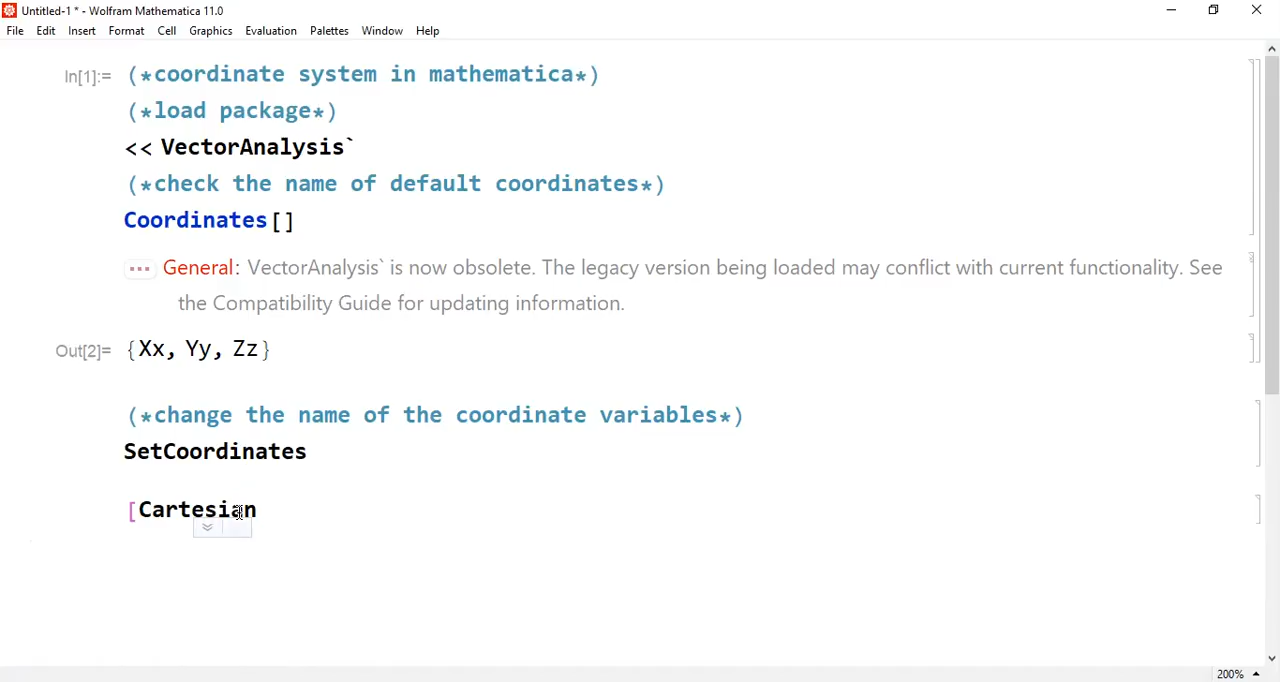 Untitled-1 * - Wolfram Mathematica 11.0
File Edit Insert Format Cell Graphics Evaluation Palettes Window Help
In[1]:= (*coordinate system in mathematica*)
(*load package*)
<< VectorAnalysis`
(*check the name of default coordinates*)
Coordinates[]
General: VectorAnalysis` is now obsolete. The legacy version being loaded may conflict with current functionality. See
the Compatibility Guide for updating information.
Out[2]= {Xx, Yy, Zz}
(*change the name of the coordinate variables*)
SetCoordinates
[Cartesian
200%